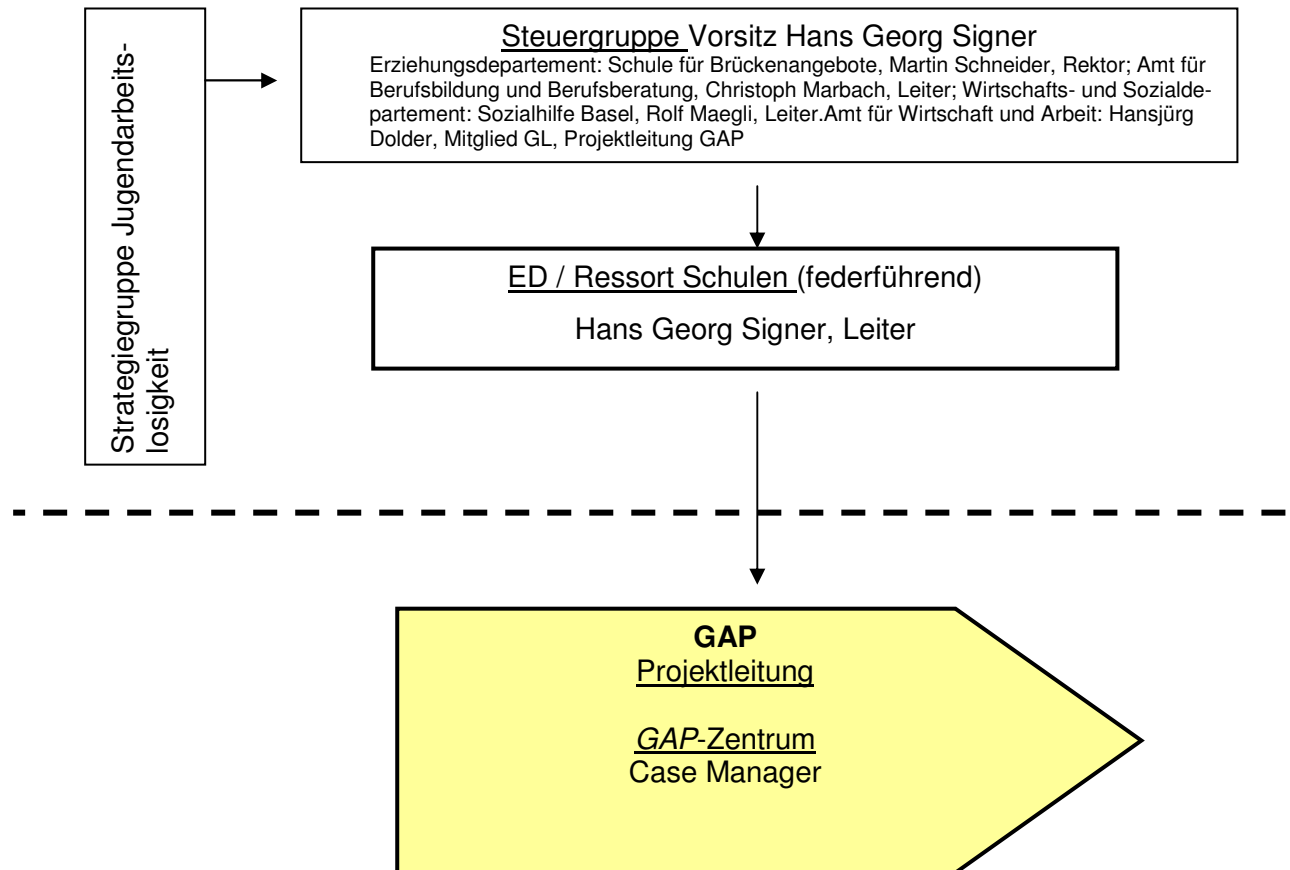 Strategiegruppe Jugendarbeits-
losigkeit
Steuergruppe Vorsitz Hans Georg Signer
Erziehungsdepartement: Schule für Brückenangebote, Martin Schneider, Rektor; Amt für
Berufsbildung und Berufsberatung, Christoph Marbach, Leiter; Wirtschafts- und Sozialde-
partement: Sozialhilfe Basel, Rolf Maegli, Leiter.Amt für Wirtschaft und Arbeit: Hansjürg
Dolder, Mitglied GL, Projektleitung GAP
ED / Ressort Schulen (federführend)
Hans Georg Signer, Leiter
GAP
Projektleitung
GAP-Zentrum
Case Manager